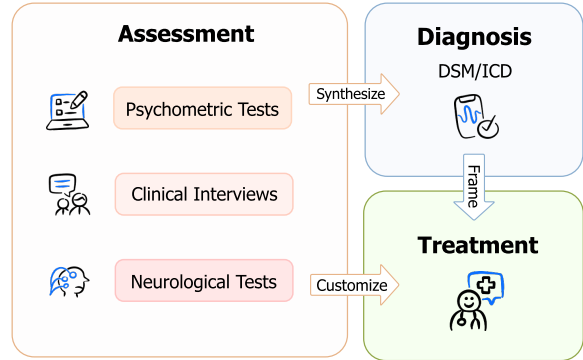 Assessment
Psychometric Tests
Clinical Interviews
Neurological Tests
Synthesize
Customize
Diagnosis
DSM/ICD
Frame
Treatment